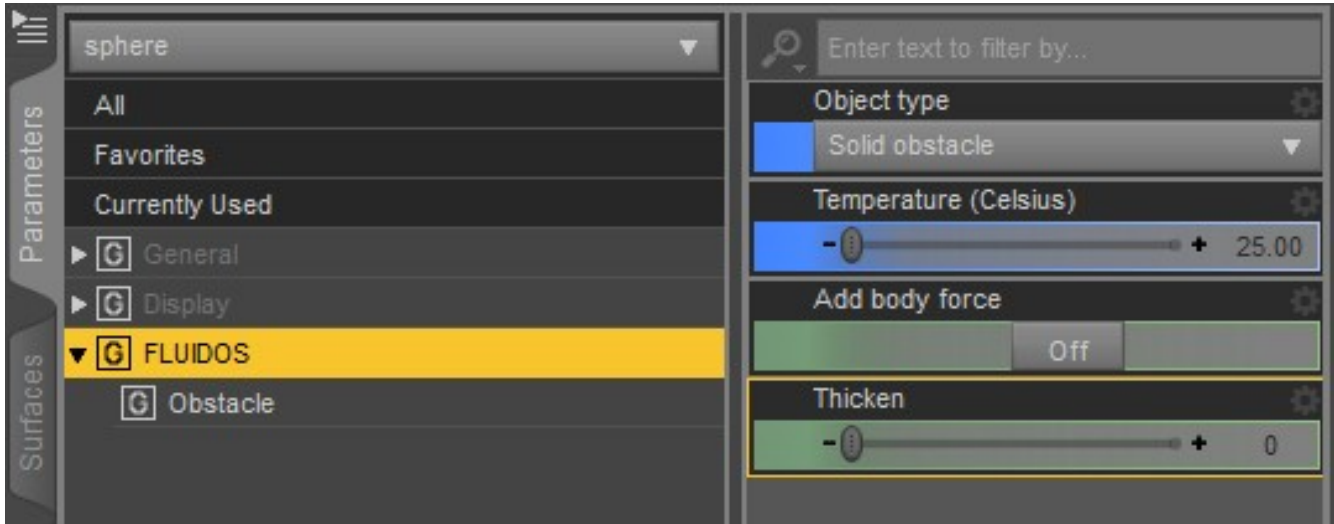 Parameters
Surfaces
sphere
All
Favorites
Currently Used
G General
G Display
G FLUIDOS
G Obstacle
Enter text to filter by...
Object type
Solid obstacle
Temperature (Celsius)
- + 25.00
Add body force
Off
Thicken
- + 0